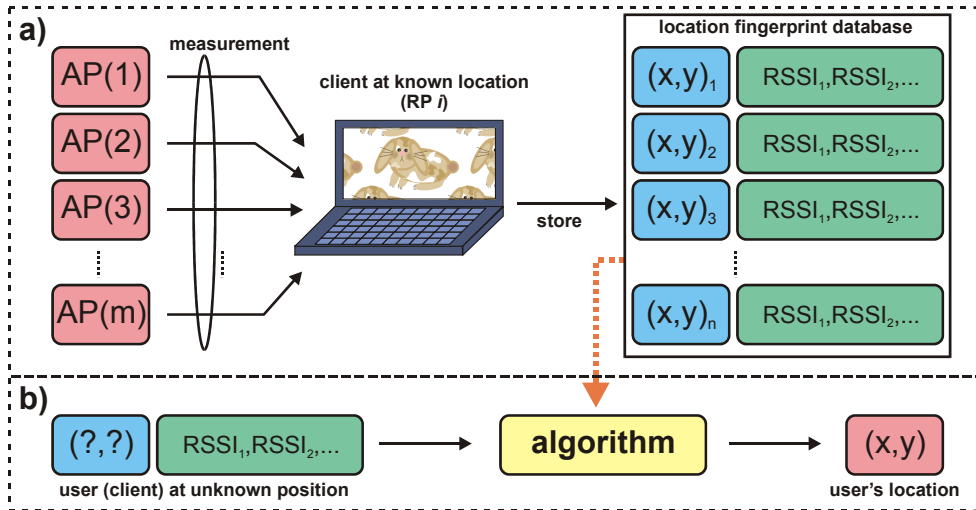 a)
measurement
AP(1)
AP(2)
AP(3)
AP(m)
client at known location
(RP i)
store
location fingerprint database
(x,y)₁ RSSI₁,RSSI₂,...
(x,y)₂ RSSI₁,RSSI₂,...
(x,y)₃ RSSI₁,RSSI₂,...
(x,y)ₙ RSSI₁,RSSI₂,...
b)
(?,?) RSSI₁,RSSI₂,...
user (client) at unknown position
algorithm
(x,y)
user's location